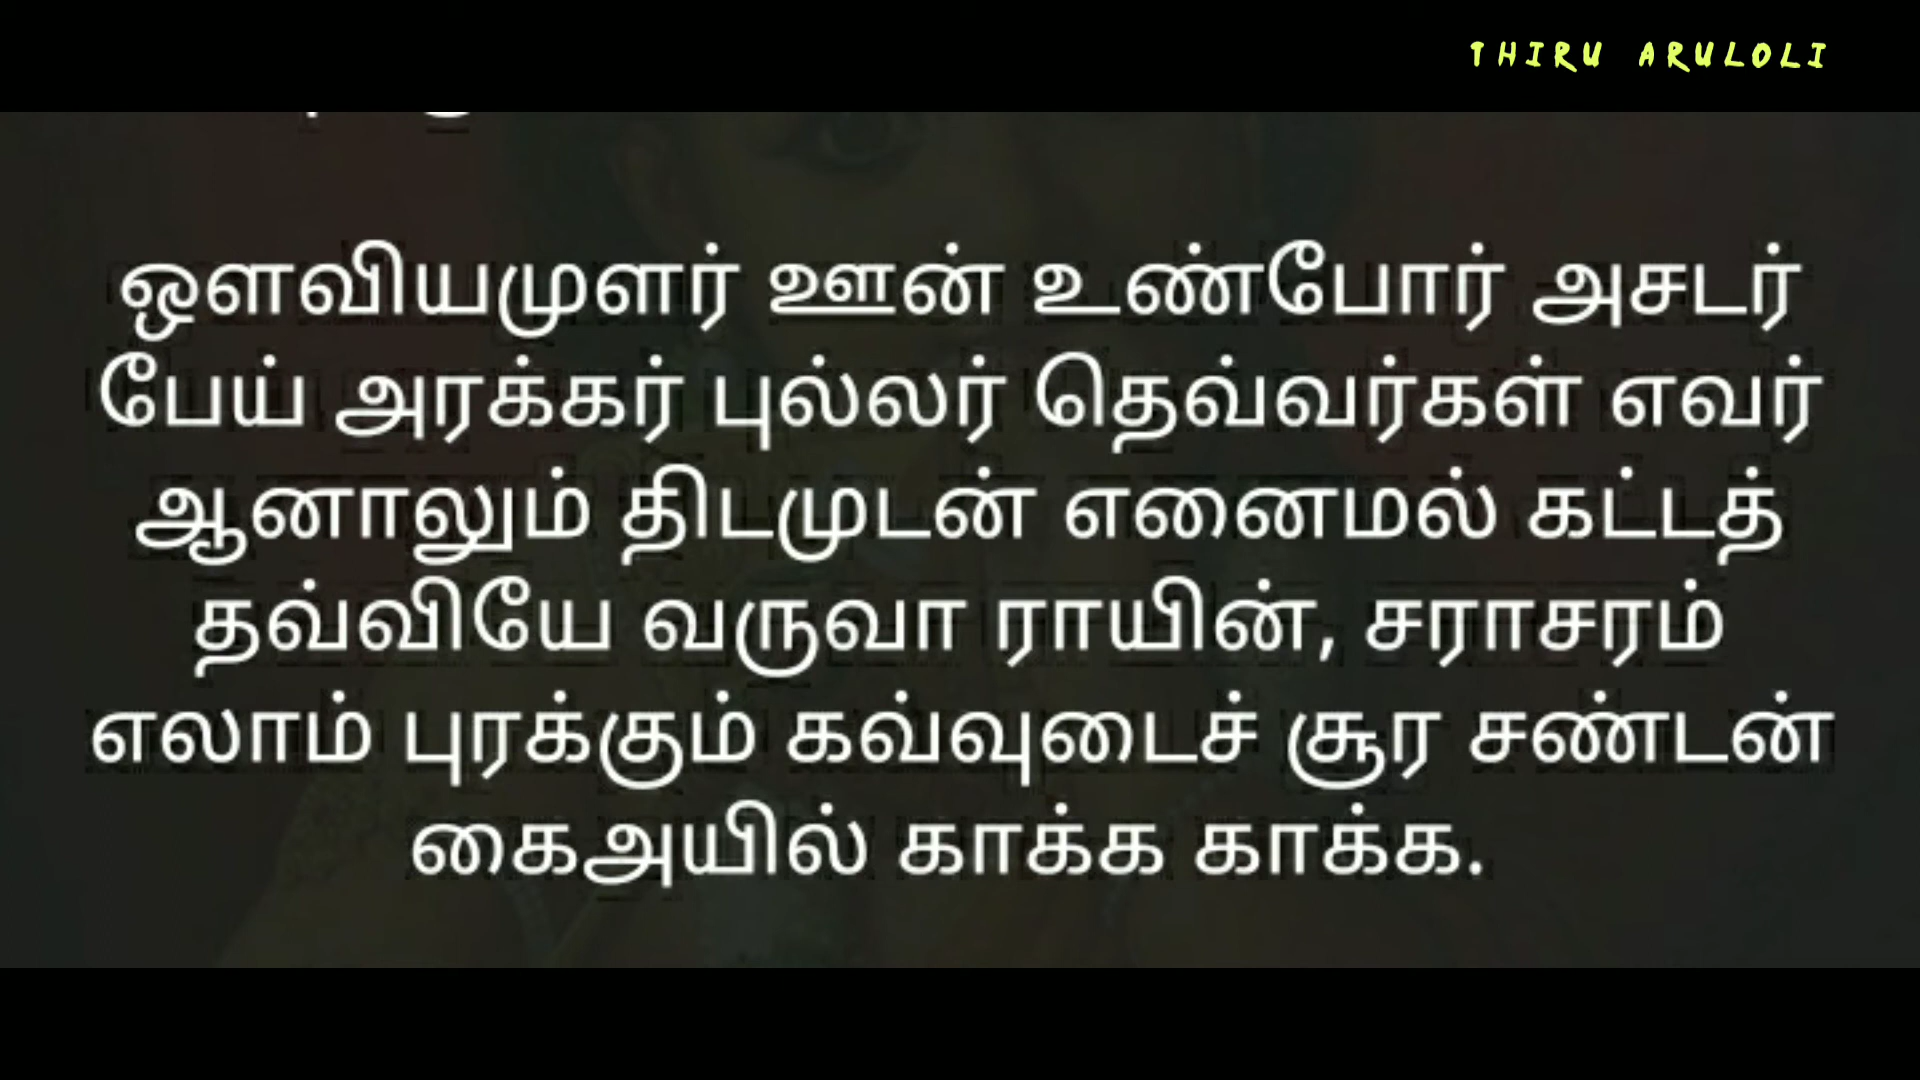 THIRU ARULOLI
ஔவியமுளர் ஊன் உண்போர் அசடர்
பேய் அரக்கர் புல்லர் தெவ்வர்கள் எவர்
ஆனாலும் திடமுடன் எனைமல் கட்டத்
தவ்வியே வருவா ராயின், சராசரம்
எலாம் புரக்கும் கவ்வுடைச் சூர சண்டன்
கைஅயில் காக்க காக்க.